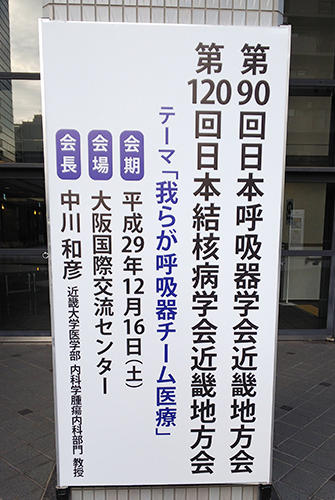 第90回日本呼吸器学会近畿地方会
第120回日本結核病学会近畿地方会
テーマ「我らが呼吸器チーム医療」
会期 平成29年12月16日(土)
会場 大阪国際交流センター
会長 中川 和彦 近畿大学医学部 内科学腫瘍内科部門 教授